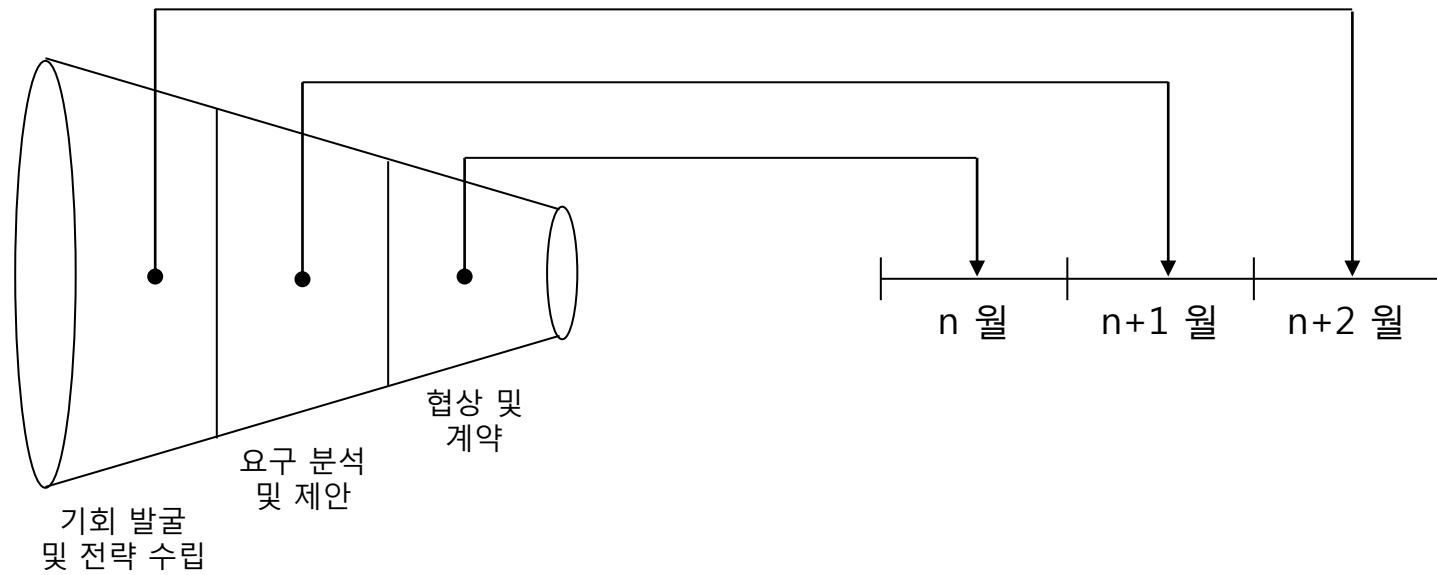 기회 발굴
및 전략 수립
요구 분석
및 제안
협상 및
계약
n 월
n+1 월
n+2 월